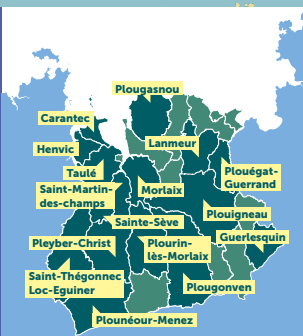 Plougasnou
Carantec
Lanmeur
Henvic
Taulé
Plouégat-
Guerrand
Saint-Martin-
des-champs
Morlaix
Plouigneau
Sainte-Sève
Guerlesquin
Pleyber-Christ
Plourin-
lès-Morlaix
Saint-Thégonnec
Loc-Eguiner
Plougonven
Plounéour-Menez